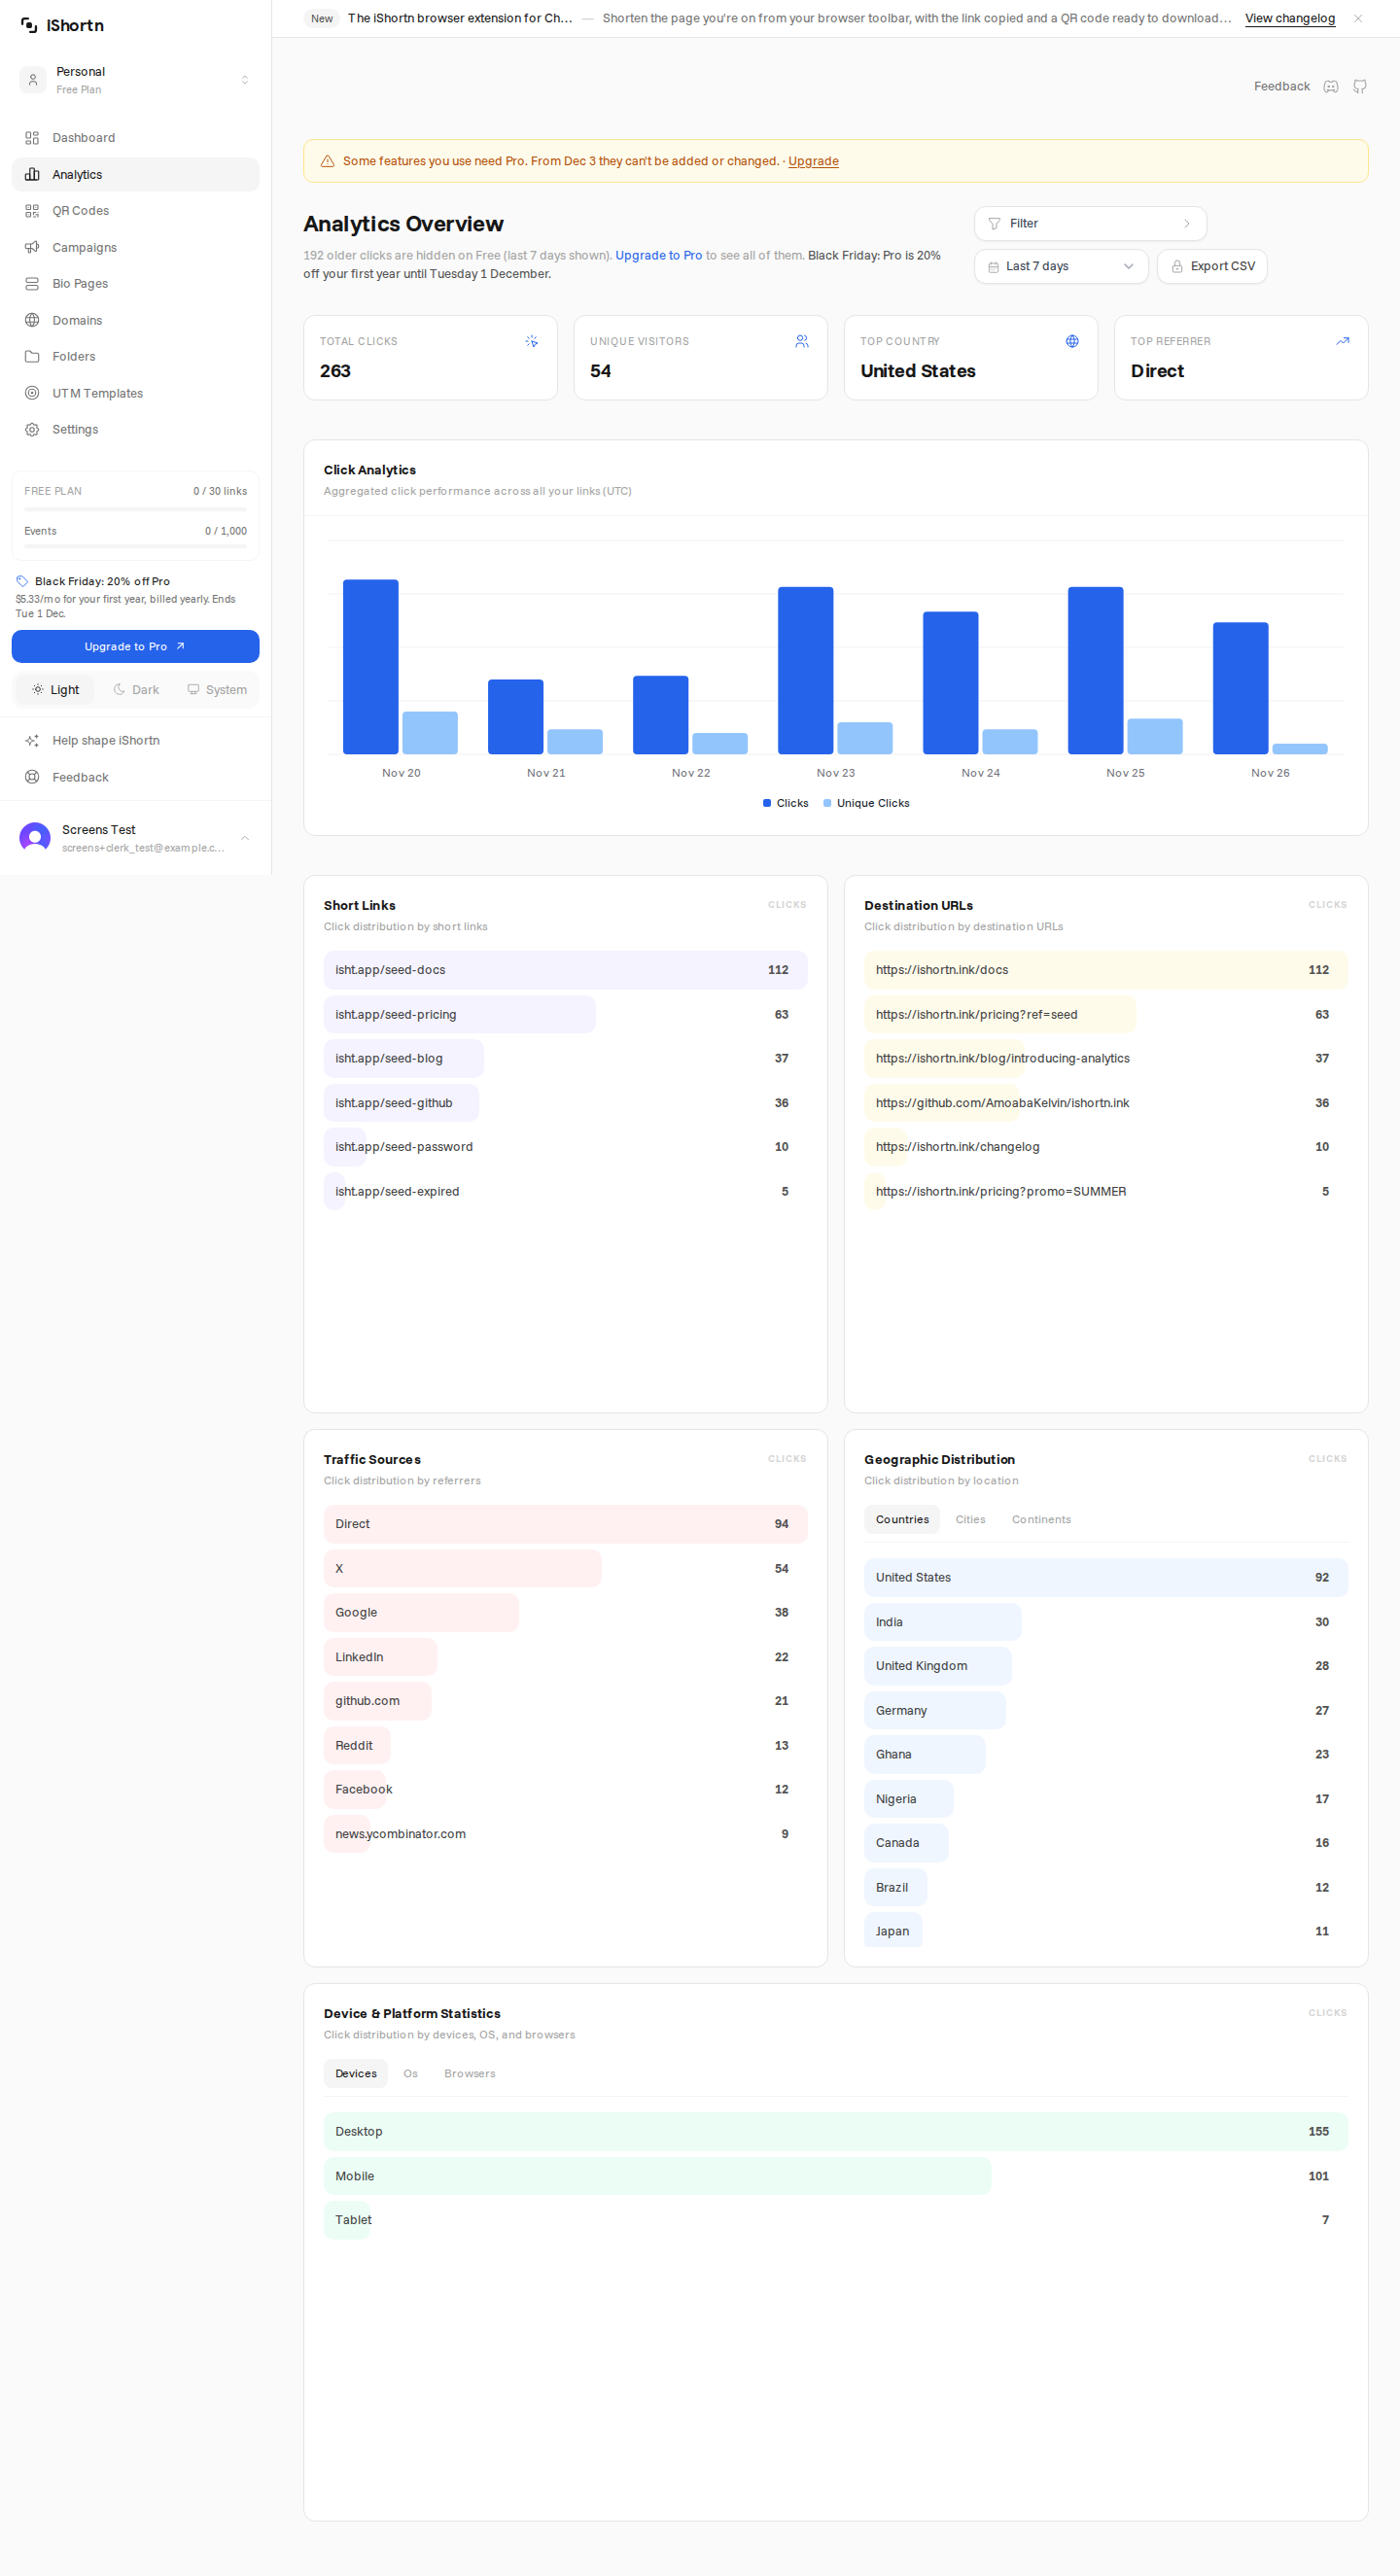 iShortn
Personal
Free Plan
Dashboard
Analytics
QR Codes
Campaigns
Bio Pages
Domains
Folders
UTM Templates
Settings
FREE PLAN 0 / 30 links
Events 0 / 1,000
Black Friday: 20% off Pro
$5.33/mo for your first year, billed yearly. Ends
Tue 1 Dec.
Upgrade to Pro
Light Dark System
Help shape iShortn
Feedback
Screens Test
screens+clerk_test@example.c...
New The iShortn browser extension for Ch... — Shorten the page you're on from your browser toolbar, with the link copied and a QR code ready to download... View changelog
Feedback
Some features you use need Pro. From Dec 3 they can't be added or changed. · Upgrade
Analytics Overview
192 older clicks are hidden on Free (last 7 days shown). Upgrade to Pro to see all of them. Black Friday: Pro is 20%
off your first year until Tuesday 1 December.
Filter
Last 7 days
Export CSV
TOTAL CLICKS
263
UNIQUE VISITORS
54
TOP COUNTRY
United States
TOP REFERRER
Direct
Click Analytics
Aggregated click performance across all your links (UTC)
Nov 20 Nov 21 Nov 22 Nov 23 Nov 24 Nov 25 Nov 26
Clicks Unique Clicks
Short Links CLICKS
Click distribution by short links
isht.app/seed-docs 112
isht.app/seed-pricing 63
isht.app/seed-blog 37
isht.app/seed-github 36
isht.app/seed-password 10
isht.app/seed-expired 5
Destination URLs CLICKS
Click distribution by destination URLs
https://ishortn.ink/docs 112
https://ishortn.ink/pricing?ref=seed 63
https://ishortn.ink/blog/introducing-analytics 37
https://github.com/AmoabaKelvin/ishortn.ink 36
https://ishortn.ink/changelog 10
https://ishortn.ink/pricing?promo=SUMMER 5
Traffic Sources CLICKS
Click distribution by referrers
Direct 94
X 54
Google 38
LinkedIn 22
github.com 21
Reddit 13
Facebook 12
news.ycombinator.com 9
Geographic Distribution CLICKS
Click distribution by location
Countries Cities Continents
United States 92
India 30
United Kingdom 28
Germany 27
Ghana 23
Nigeria 17
Canada 16
Brazil 12
Japan 11
Device & Platform Statistics CLICKS
Click distribution by devices, OS, and browsers
Devices Os Browsers
Desktop 155
Mobile 101
Tablet 7